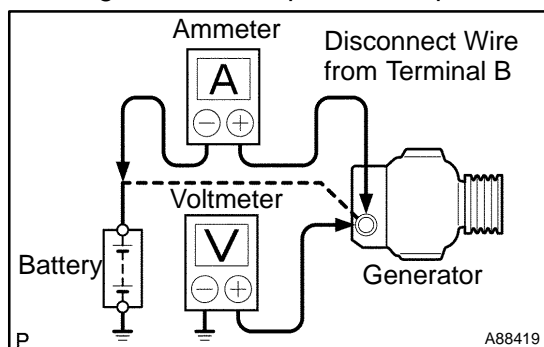 Ammeter
Disconnect Wire
from Terminal B
A
− +
Voltmeter
V
− +
Battery
Generator
P
A88419